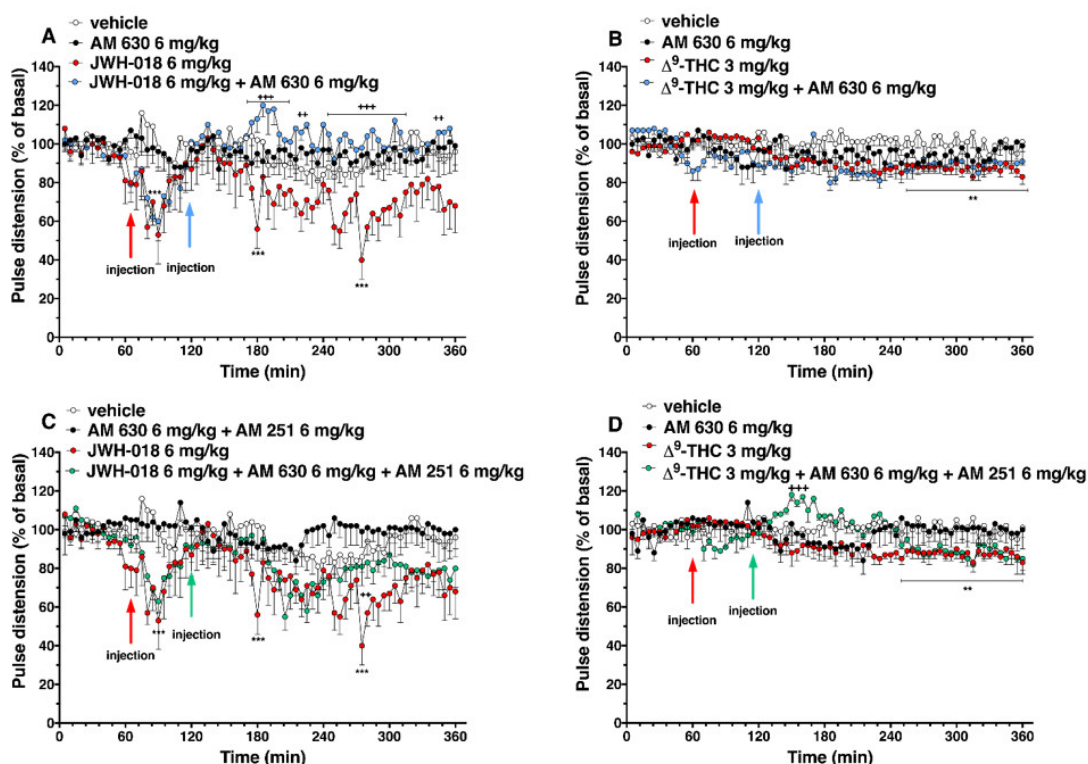 A
vehicle
AM 630 6 mg/kg
JWH-018 6 mg/kg
JWH-018 6 mg/kg + AM 630 6 mg/kg
Pulse distension (% of basal)
140
120
100
80
60
40
20
0
+++
++
+++
++
***
***
***
injection
injection
0 60 120 180 240 300 360
Time (min)
B
vehicle
AM 630 6 mg/kg
Δ⁹-THC 3 mg/kg
Δ⁹-THC 3 mg/kg + AM 630 6 mg/kg
Pulse distension (% of basal)
140
120
100
80
60
40
20
0
**
injection
injection
0 60 120 180 240 300 360
Time (min)
C
vehicle
AM 630 6 mg/kg + AM 251 6 mg/kg
JWH-018 6 mg/kg
JWH-018 6 mg/kg + AM 630 6 mg/kg + AM 251 6 mg/kg
Pulse distension (% of basal)
140
120
100
80
60
40
20
0
++
***
***
***
injection
injection
0 60 120 180 240 300 360
Time (min)
D
vehicle
AM 630 6 mg/kg
Δ⁹-THC 3 mg/kg
Δ⁹-THC 3 mg/kg + AM 630 6 mg/kg + AM 251 6 mg/kg
Pulse distension (% of basal)
140
120
100
80
60
40
20
0
+++
**
injection
injection
0 60 120 180 240 300 360
Time (min)